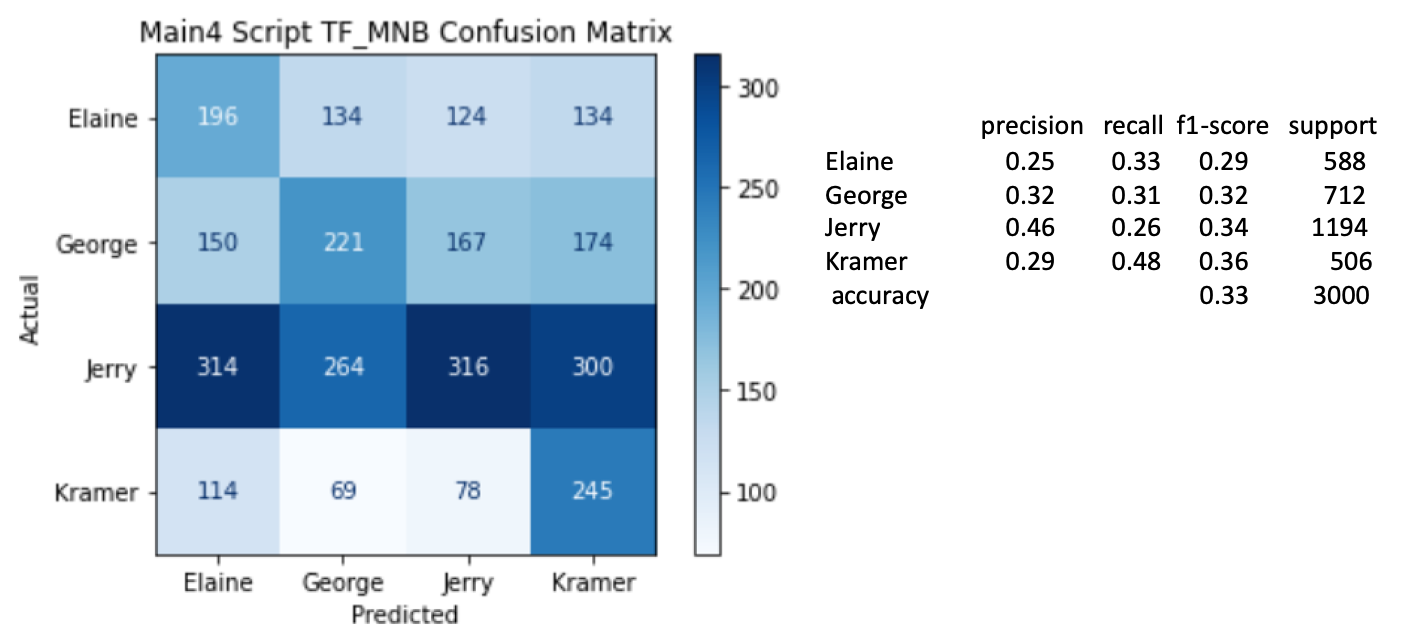 Main4 Script TF_MNB Confusion Matrix
Elaine 196 134 124 134
George 150 221 167 174
Jerry 314 264 316 300
Kramer 114 69 78 245
Actual
Elaine George Jerry Kramer
Predicted
300
250
200
150
100
precision recall f1-score support
Elaine 0.25 0.33 0.29 588
George 0.32 0.31 0.32 712
Jerry 0.46 0.26 0.34 1194
Kramer 0.29 0.48 0.36 506
accuracy 0.33 3000